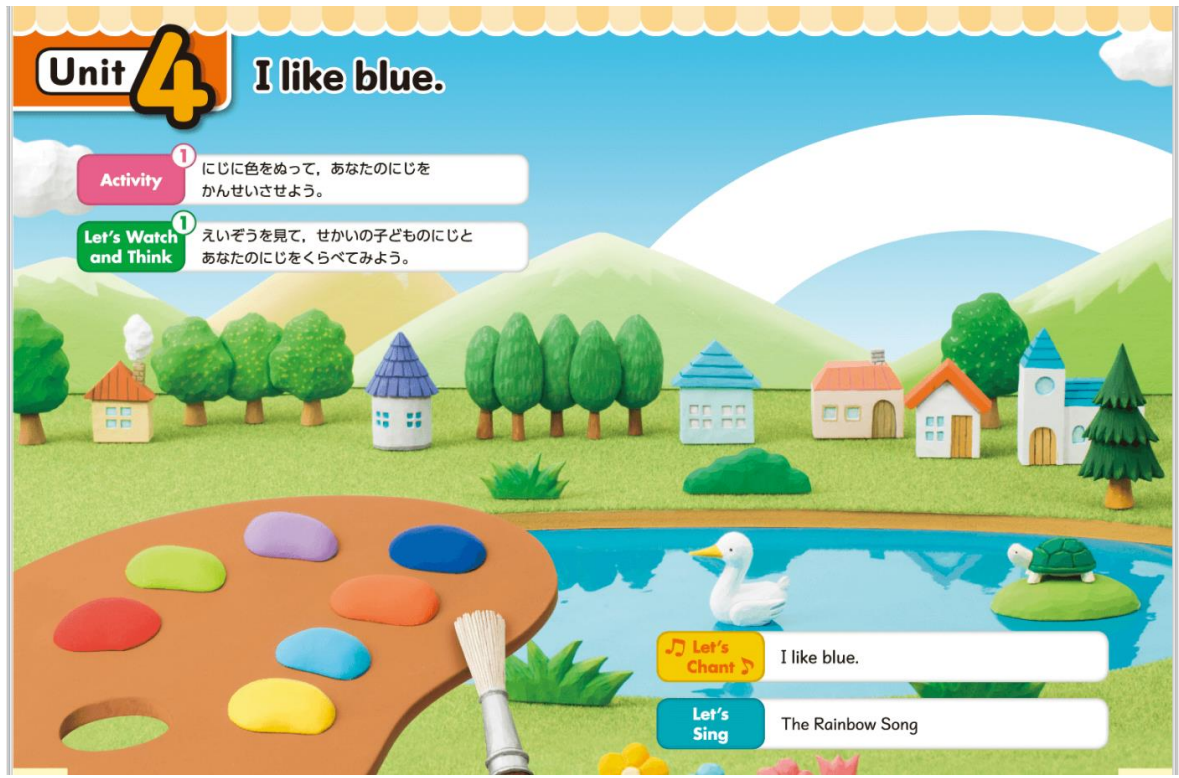 Unit 4 I like blue.
Activity 1
にじに色をぬって，あなたのにじを
かんせいさせよう。
Let's Watch 1
and Think
えいぞうを見て，せかいの子どものにじと
あなたのにじをくらべてみよう。
Let's
Chant
I like blue.
Let's
Sing
The Rainbow Song